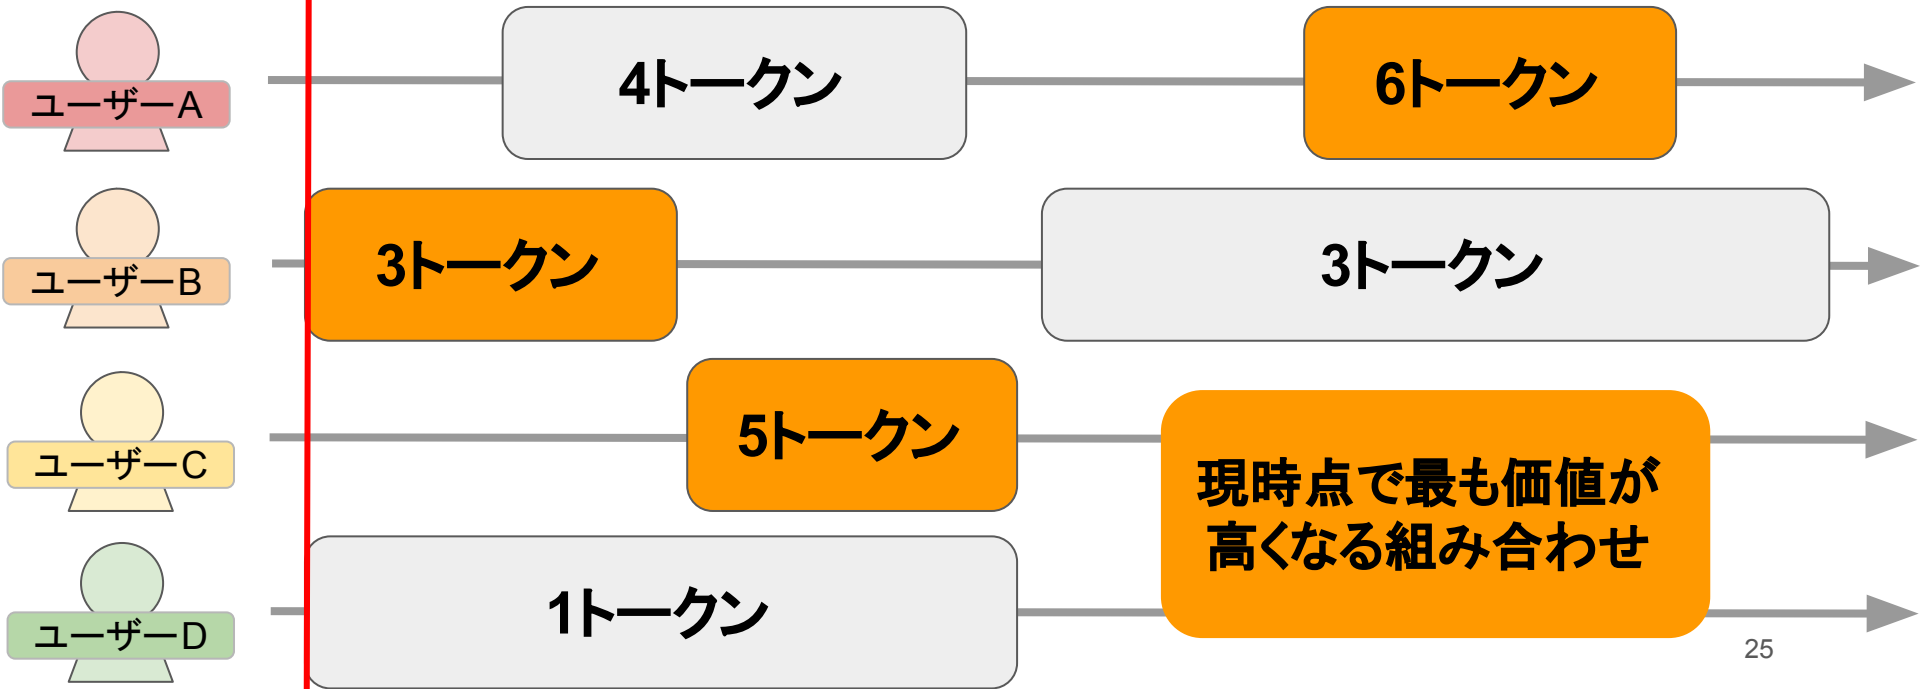 ユーザーA
4トークン
6トークン
ユーザーB
3トークン
3トークン
ユーザーC
5トークン
現時点で最も価値が
高くなる組み合わせ
ユーザーD
1トークン
25